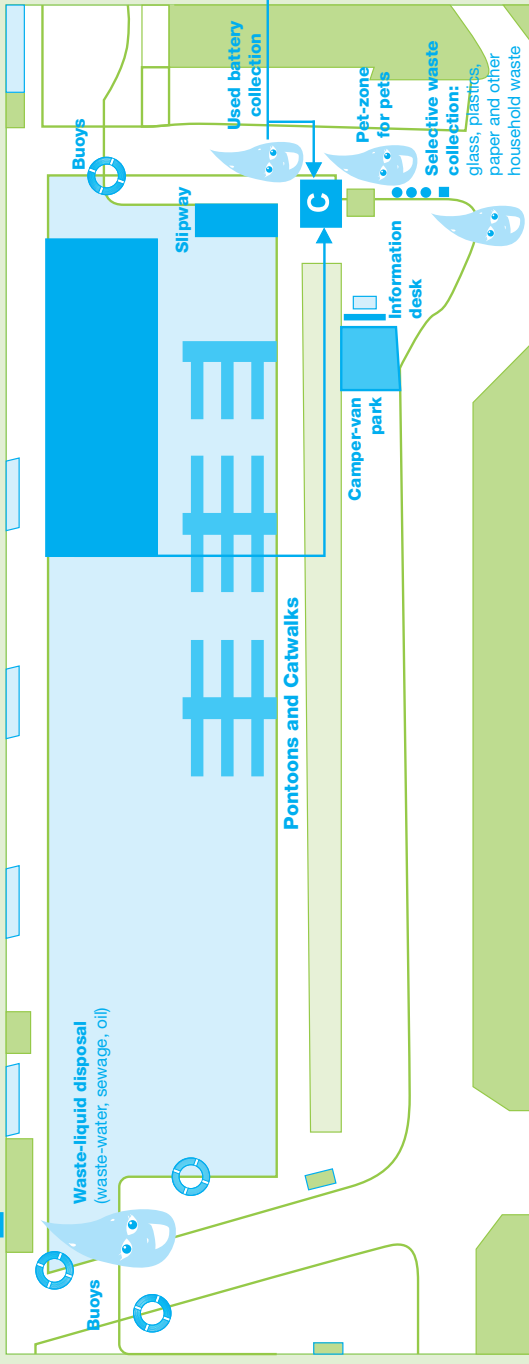 Buoys
Waste-liquid disposal
(waste-water, sewage, oil)
Pontoons and Catwalks
Camper-van
park
Slipway
Buoys
Information
desk
C
Used battery
collection
Pet-zone
for pets
Selective waste
collection:
glass, plastics,
paper and other
household waste